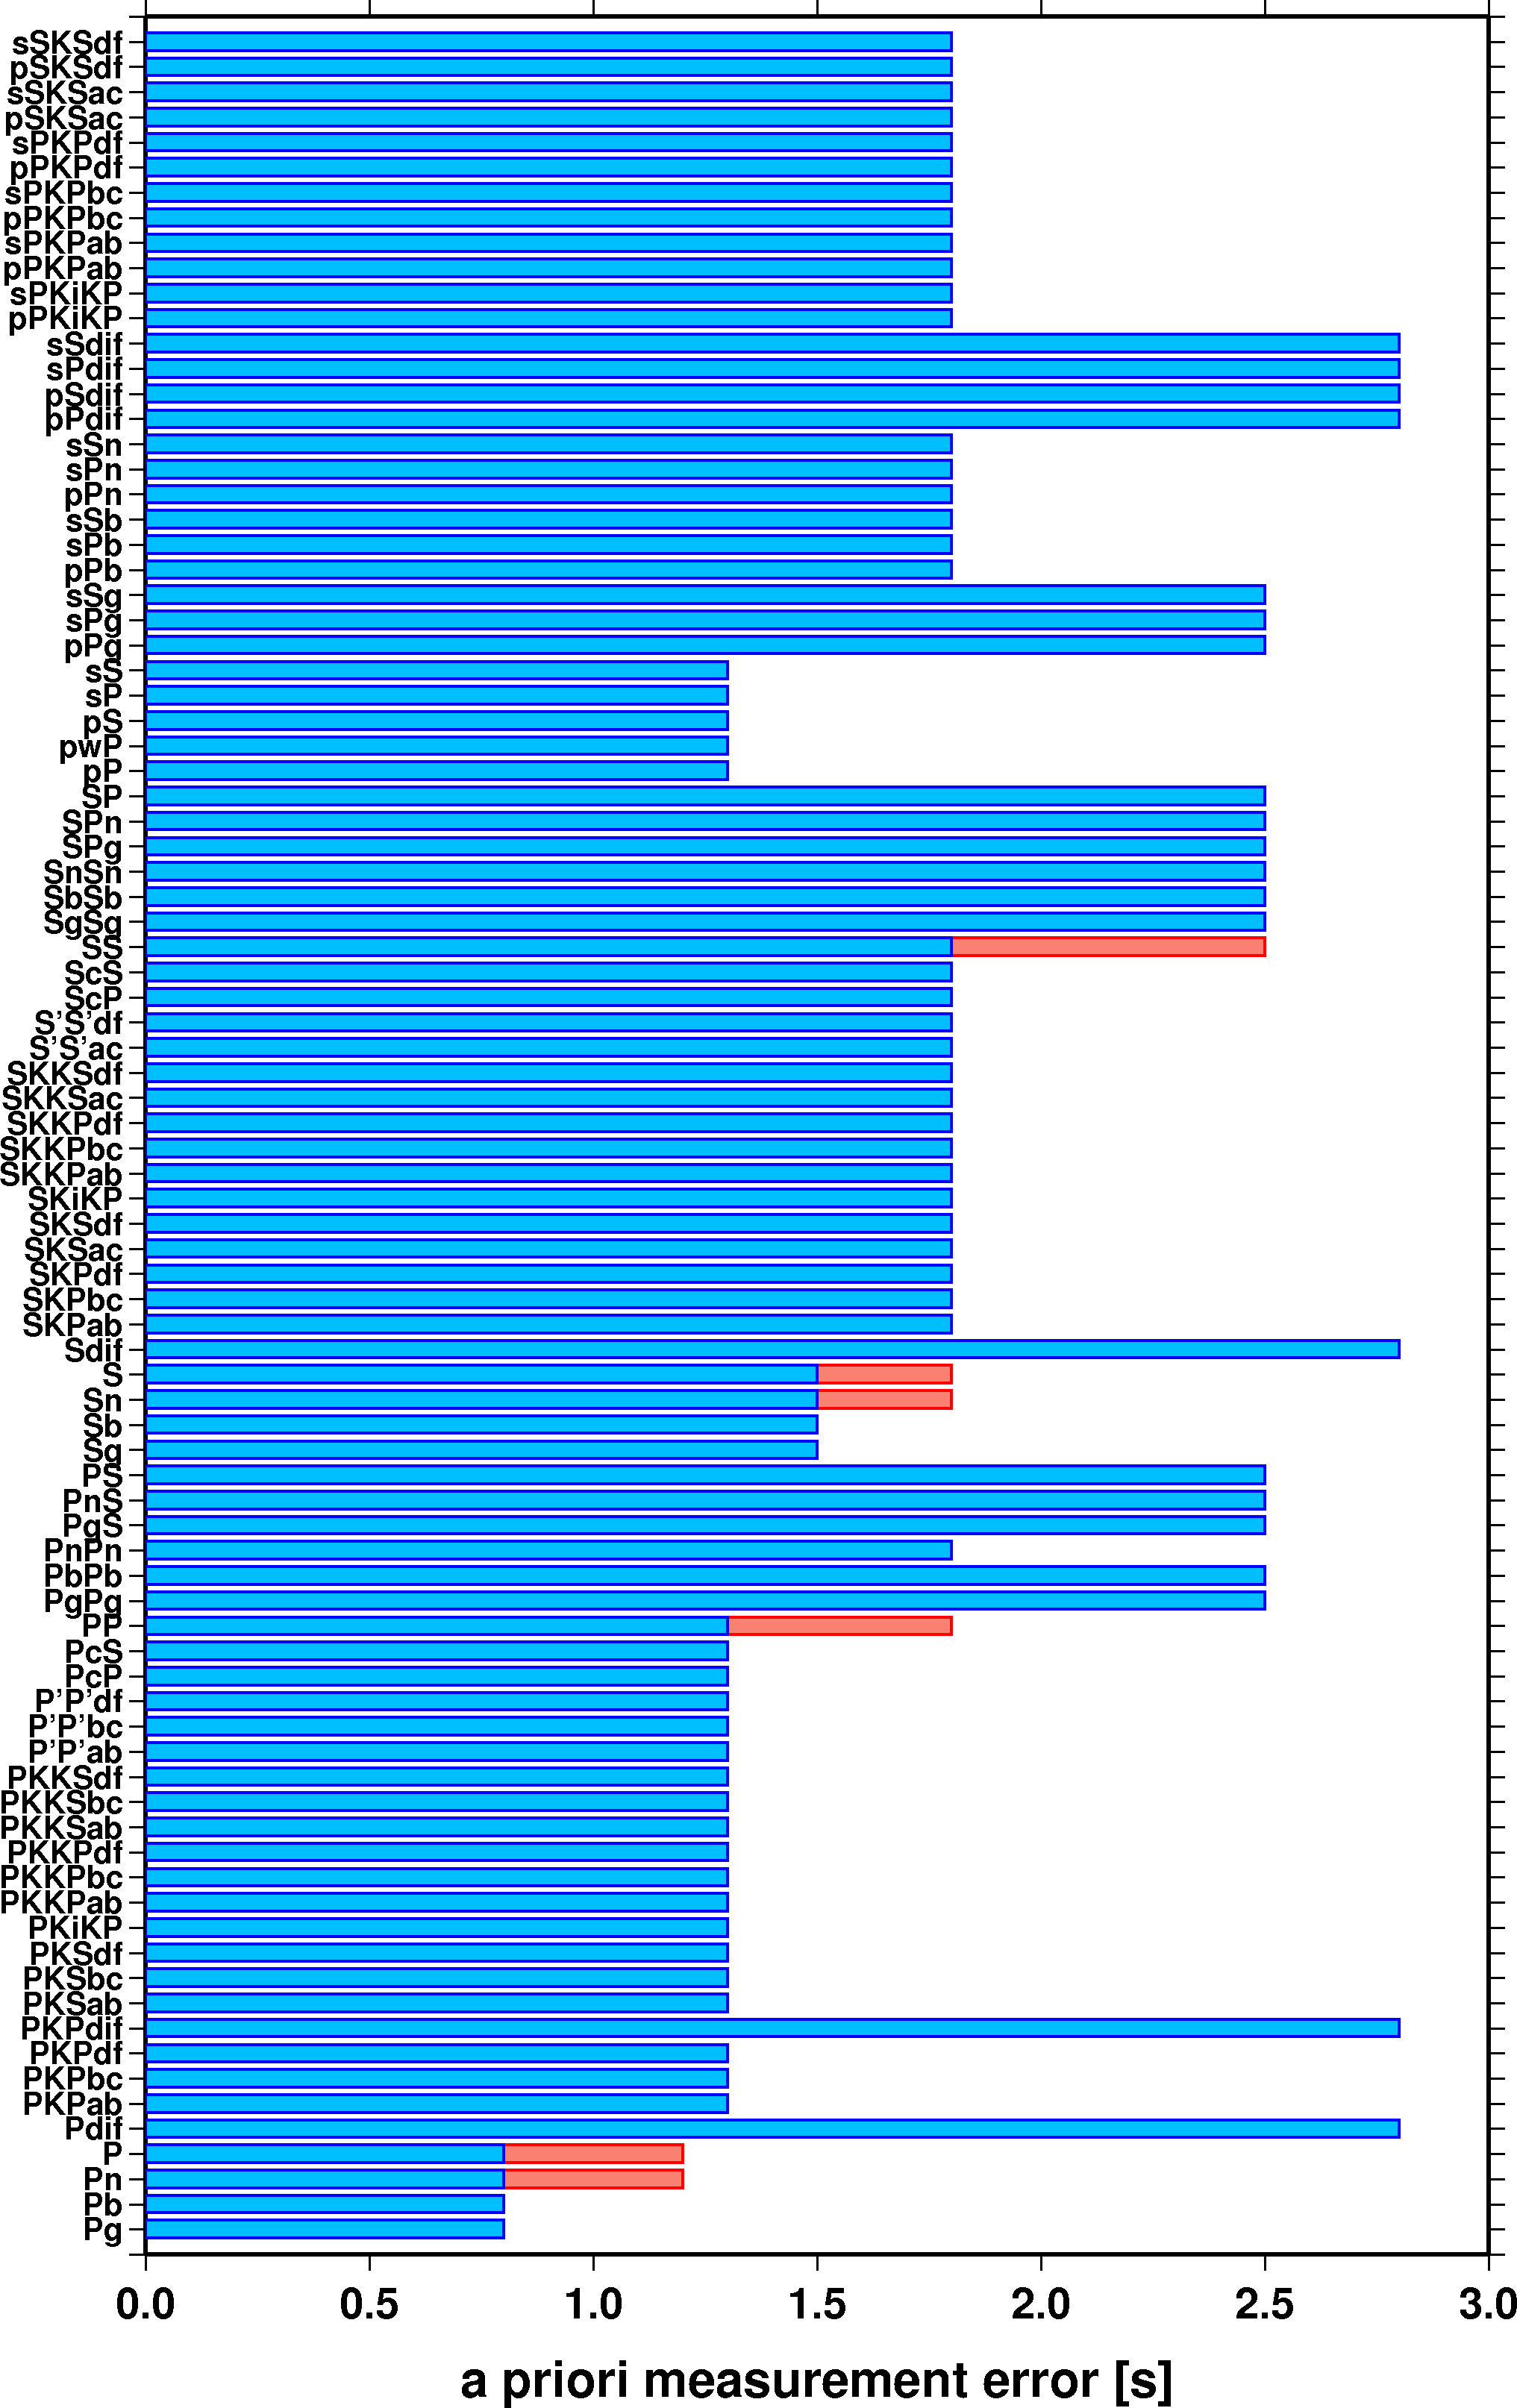 sSKSdf
pSKSdf
sSKSac
pSKSac
sPKPdf
pPKPdf
sPKPbc
pPKPbc
sPKPab
pPKPab
sPKiKP
pPKiKP
sSdif
sPdif
pSdif
pPdif
sSn
sPn
pPn
sSb
sPb
pPb
sSg
sPg
pPg
sS
sP
pS
pwP
pP
SP
SPn
SPg
SnSn
SbSb
SgSg
SS
ScS
ScP
S'S'df
S'S'ac
SKKSdf
SKKSac
SKKPdf
SKKPbc
SKKPab
SKiKP
SKSdf
SKSac
SKPdf
SKPbc
SKPab
Sdif
S
Sn
Sb
Sg
PS
PnS
PgS
PnPn
PbPb
PgPg
PP
PcS
PcP
P'P'df
P'P'bc
P'P'ab
PKKSdf
PKKSbc
PKKSab
PKKPdf
PKKPbc
PKKPab
PKiKP
PKSdf
PKSbc
PKSab
PKPdif
PKPdf
PKPbc
PKPab
Pdif
P
Pn
Pb
Pg
0.0 0.5 1.0 1.5 2.0 2.5 3.0
a priori measurement error [s]